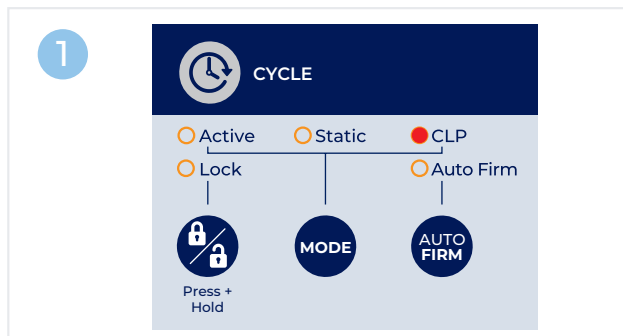 1
CYCLE
Active Static CLP
Lock Auto Firm
MODE
AUTO
FIRM
Press +
Hold